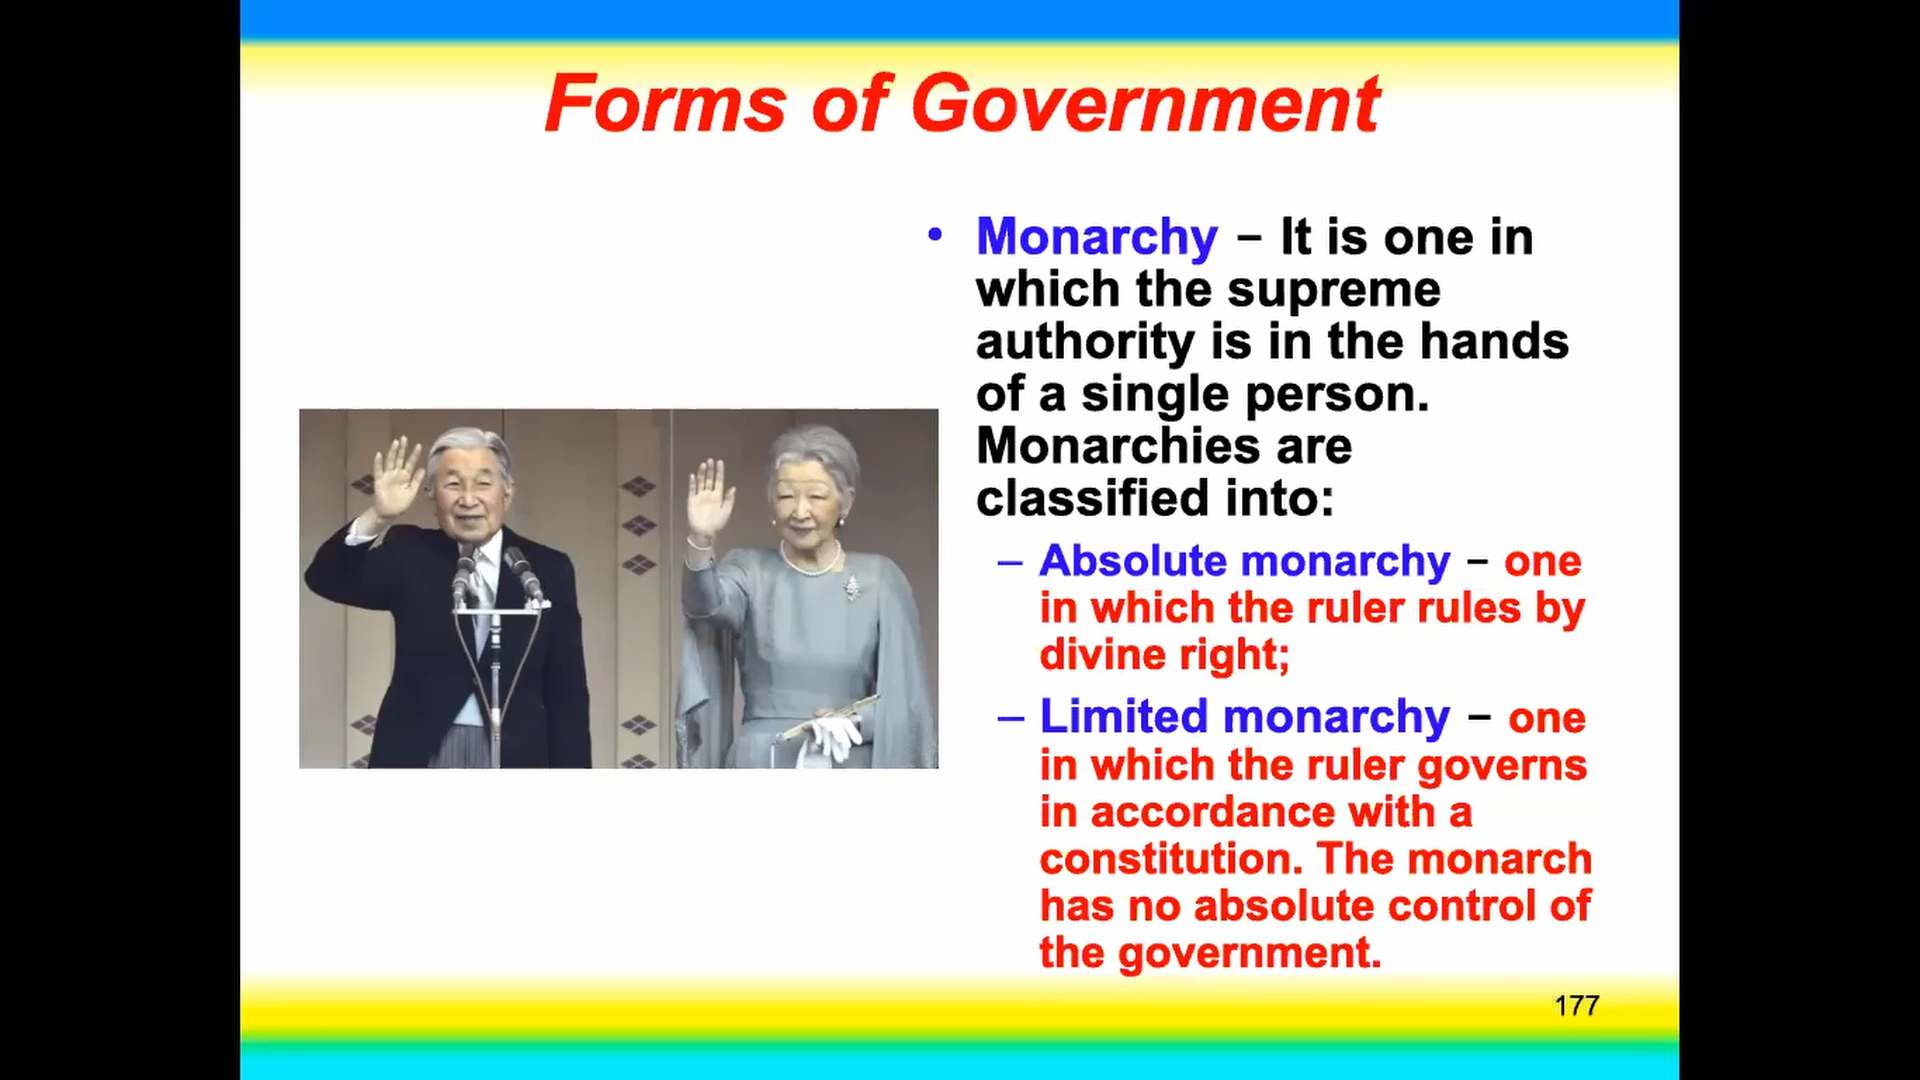 Forms of Government
• Monarchy – It is one in
which the supreme
authority is in the hands
of a single person.
Monarchies are
classified into:
– Absolute monarchy – one
in which the ruler rules by
divine right;
– Limited monarchy – one
in which the ruler governs
in accordance with a
constitution. The monarch
has no absolute control of
the government.
177